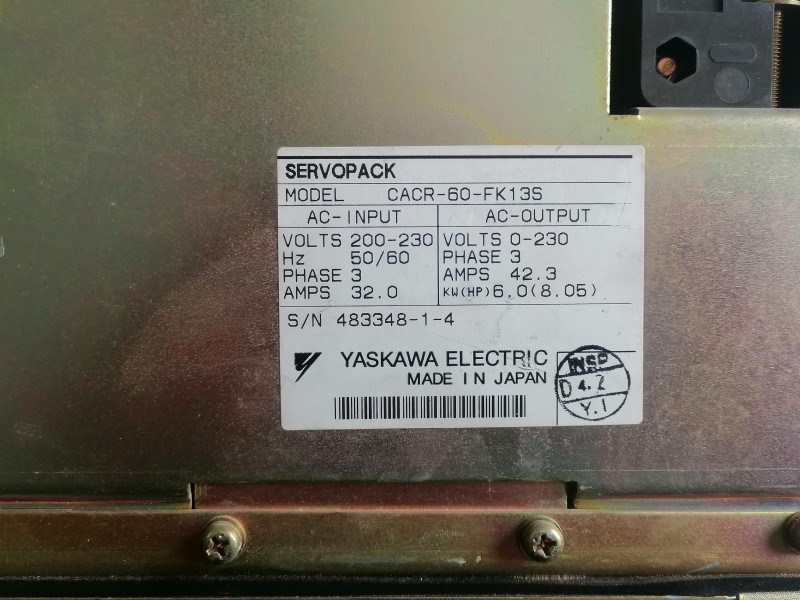 SERVOPACK
MODEL CACR-60-FK13S
AC-INPUT AC-OUTPUT
VOLTS 200-230 VOLTS 0-230
Hz 50/60 PHASE 3
PHASE 3 AMPS 42.3
AMPS 32.0 KW(HP)6.0(8.05)
S/N 483348-1-4
YASKAWA ELECTRIC
MADE IN JAPAN
INSP
D 4.2
Y.I